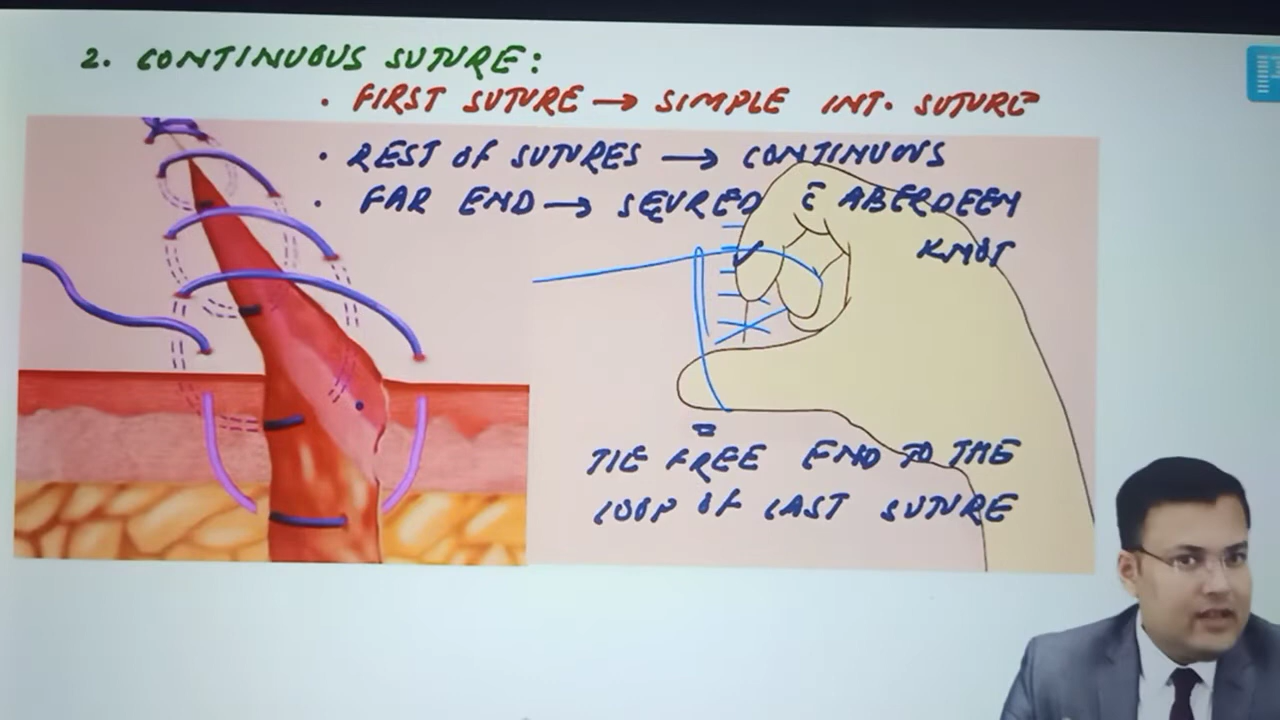 2. CONTINUOUS SUTURE:
• FIRST SUTURE → SIMPLE INT. SUTURE
• REST OF SUTURES → CONTINUOUS
• FAR END → SEURED c̄ ABERDEEN
KNOT
TIE FREE END TO THE
LOOP OF LAST SUTURE